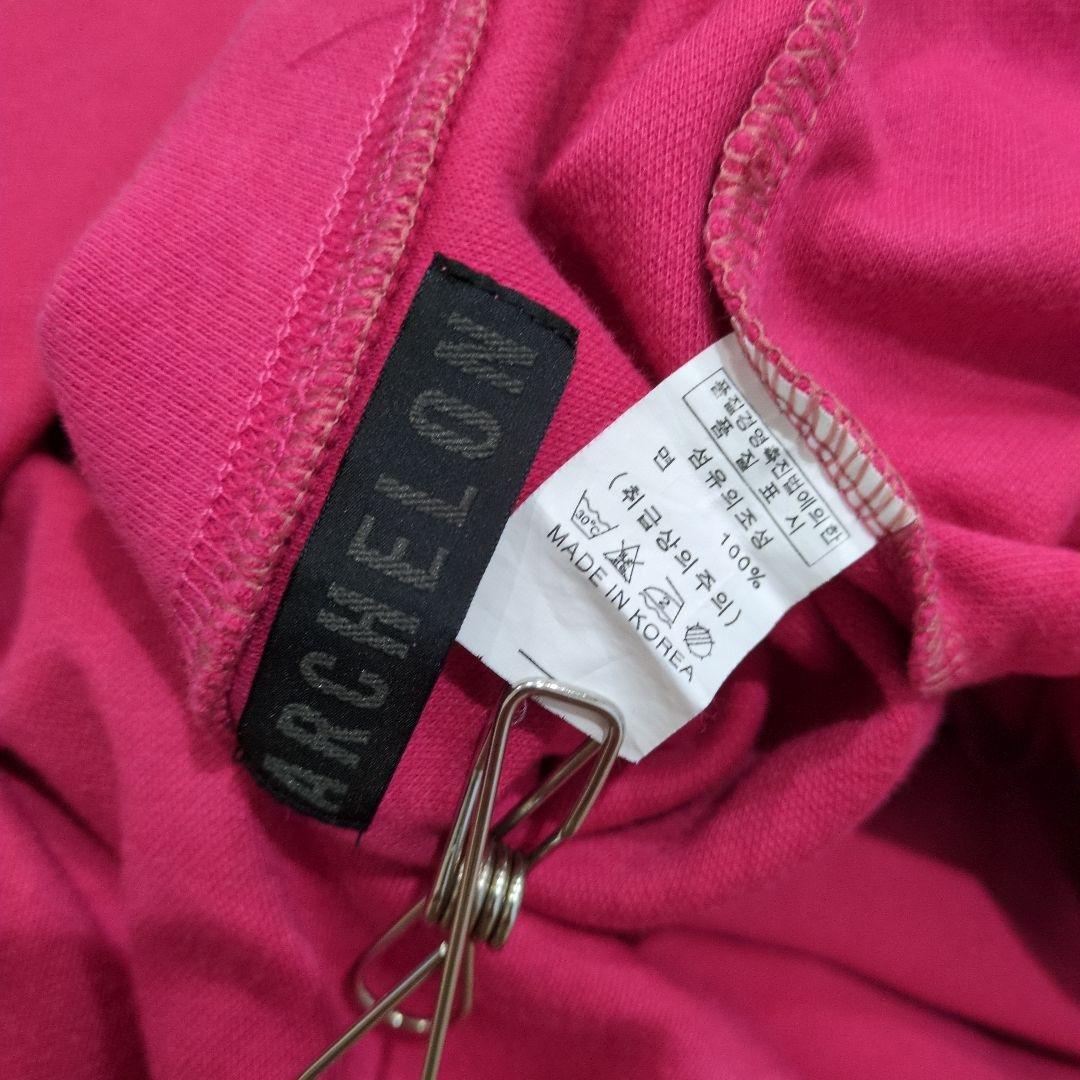 ARCHELON
품질경영촉진법에의한
품질표시
섬유의조성
면 100%
(취급상의주의)
30℃
MADE IN KOREA